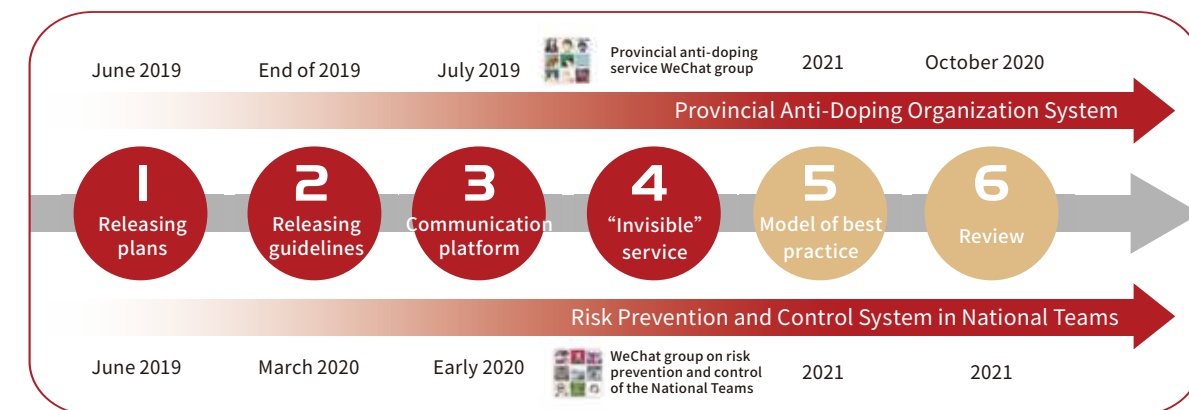 June 2019
End of 2019
July 2019
Provincial anti-doping
service WeChat group
2021
October 2020
Provincial Anti-Doping Organization System
1
Releasing
plans
2
Releasing
guidelines
3
Communication
platform
4
“Invisible”
service
5
Model of best
practice
6
Review
Risk Prevention and Control System in National Teams
June 2019
March 2020
Early 2020
WeChat group on risk
prevention and control
of the National Teams
2021
2021